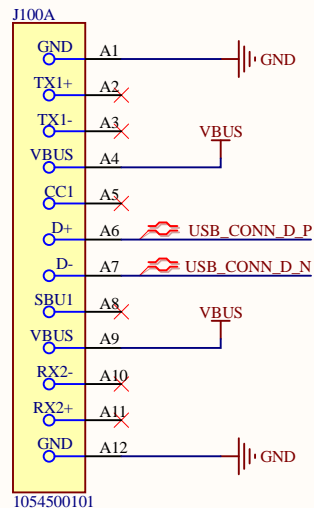 J100A
GND A1 GND
TX1+ A2
TX1- A3
VBUS
VBUS A4
CC1 A5
D+ A6 USB_CONN_D_P
D- A7 USB_CONN_D_N
SBU1 A8
VBUS
VBUS A9
RX2- A10
RX2+ A11
GND A12 GND
1054500101